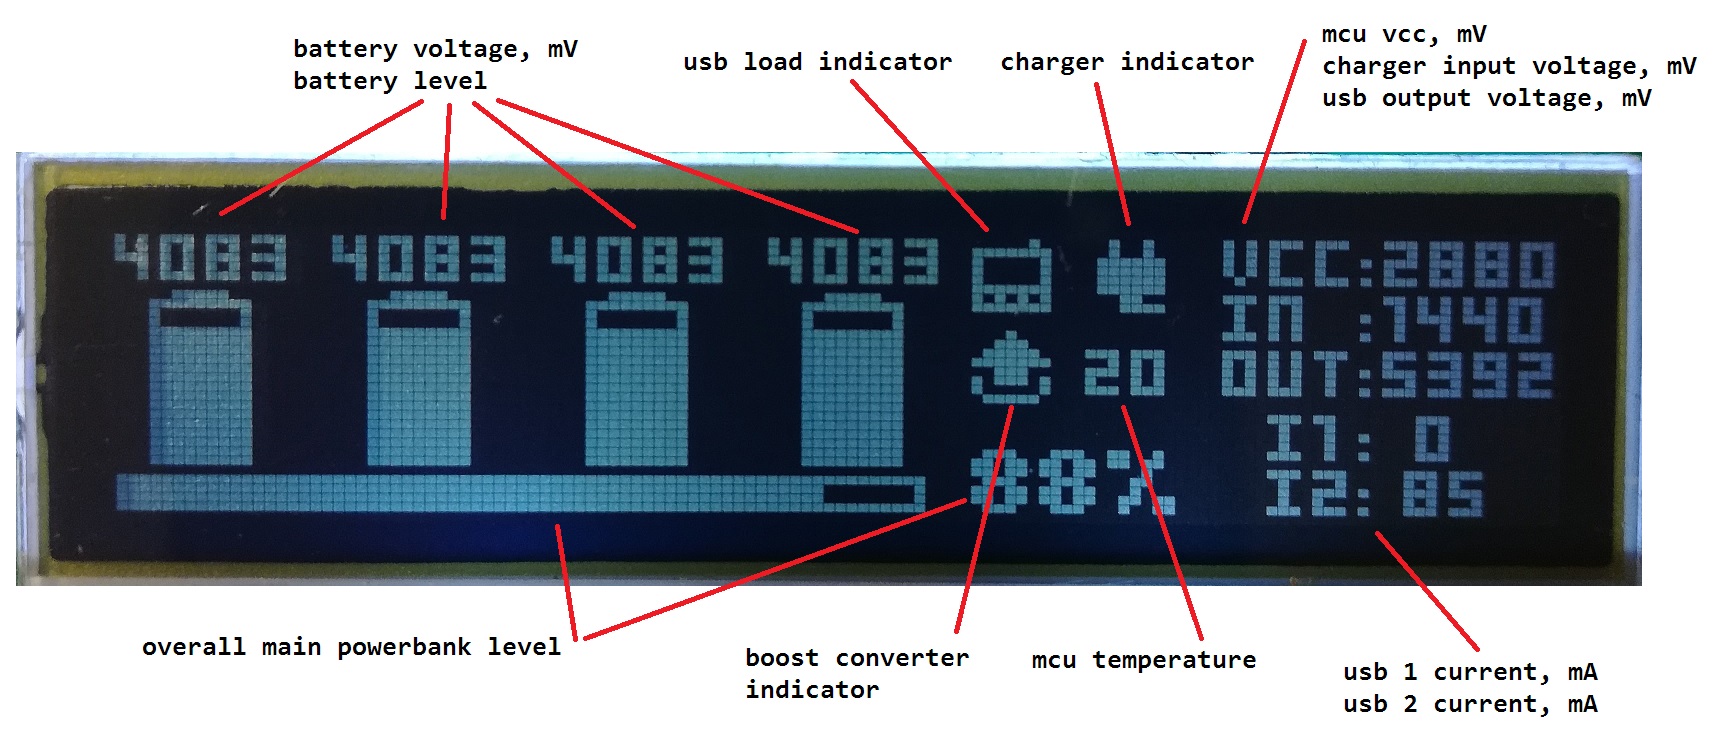 battery voltage, mV
battery level
usb load indicator
charger indicator
mcu vcc, mV
charger input voltage, mV
usb output voltage, mV
4083 4083 4083 4083
VCC:2880
IN :7440
OUT:5392
20
I1: 0
88%
I2: 85
overall main powerbank level
boost converter
indicator
mcu temperature
usb 1 current, mA
usb 2 current, mA